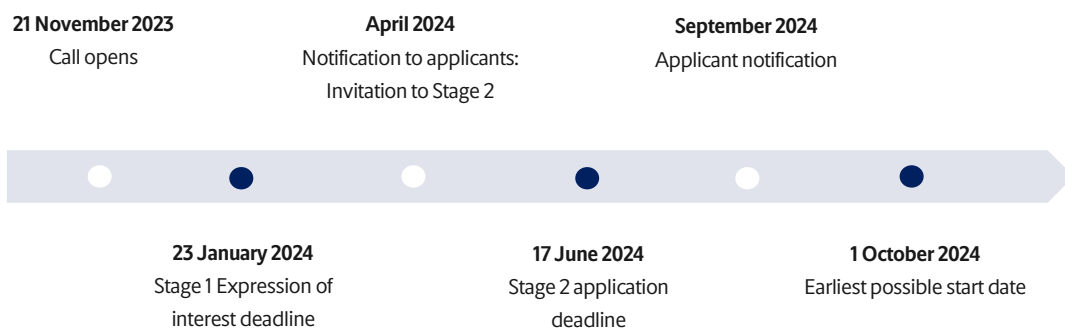 21 November 2023
Call opens
April 2024
Notification to applicants:
Invitation to Stage 2
September 2024
Applicant notification
23 January 2024
Stage 1 Expression of
interest deadline
17 June 2024
Stage 2 application
deadline
1 October 2024
Earliest possible start date